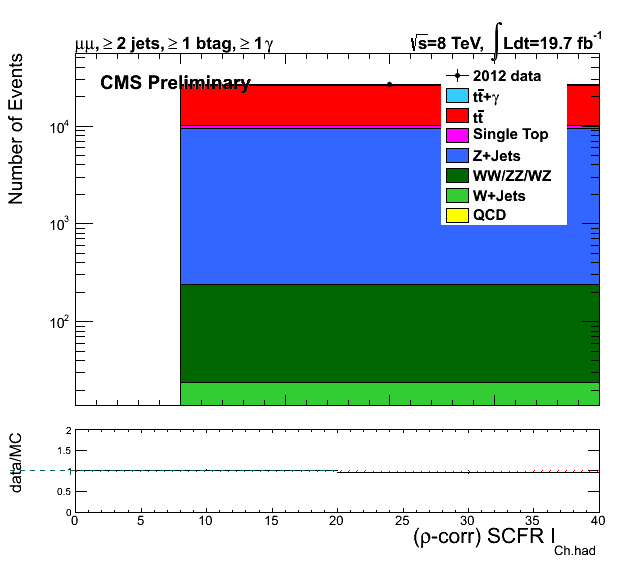 μμ, ≥ 2 jets, ≥ 1 btag, ≥ 1 γ
√s=8 TeV, ∫ Ldt=19.7 fb⁻¹
CMS Preliminary
2012 data
tt̄+γ
tt̄
Single Top
Z+Jets
WW/ZZ/WZ
W+Jets
QCD
Number of Events
10⁴
10³
10²
data/MC
2
1.5
1
0.5
0
0 5 10 15 20 25 30 35 40
(ρ-corr) SCFR I_Ch.had